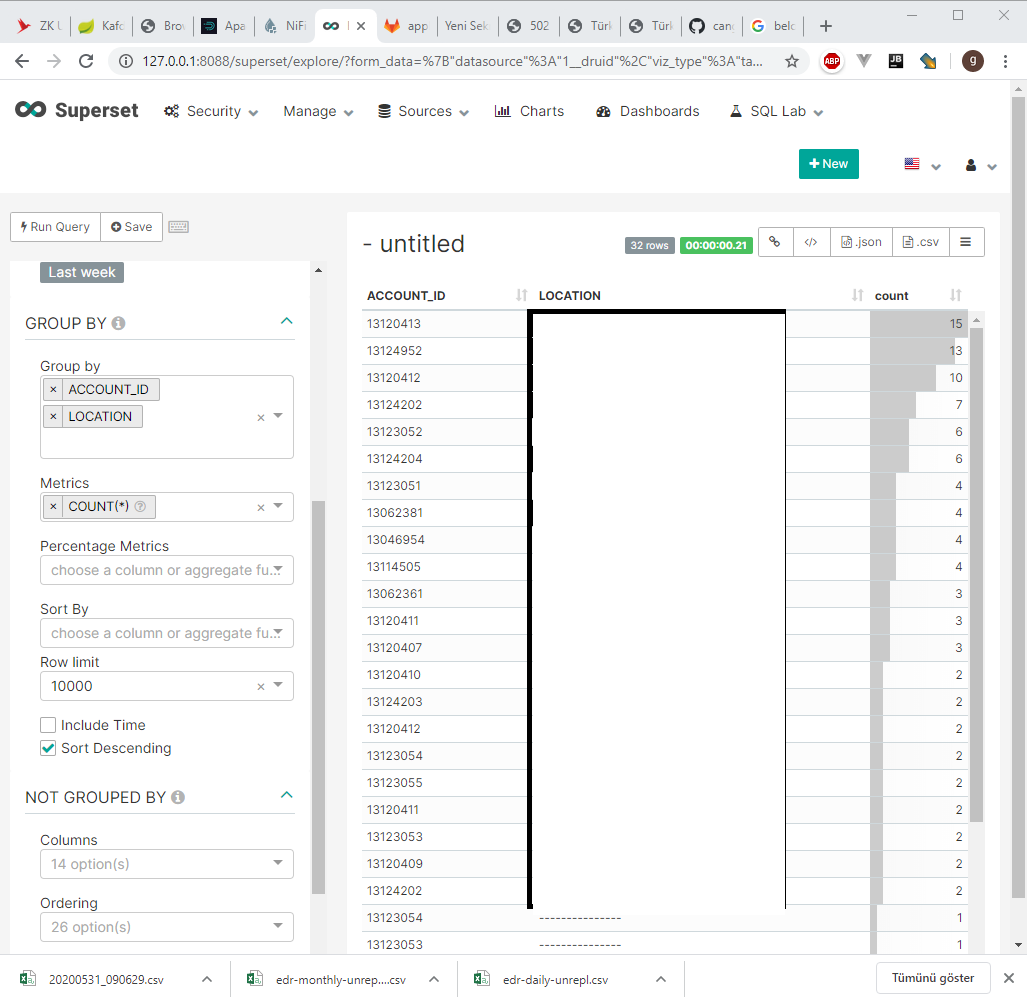 ZK U
Kafo
Brow
Apa
NiFi
app
Yeni Sek
502
Türk
Türk
cang
belc
127.0.0.1:8088/superset/explore/?form_data=%7B"datasource"%3A"1__druid"%2C"viz_type"%3A"ta...
ABP
JB
g
Superset
Security
Manage
Sources
Charts
Dashboards
SQL Lab
+ New
Run Query
Save
- untitled
32 rows
00:00:00.21
</>
.json
.csv
Last week
GROUP BY
Group by
× ACCOUNT_ID
× LOCATION
Metrics
× COUNT(*)
Percentage Metrics
choose a column or aggregate fu...
Sort By
choose a column or aggregate fu...
Row limit
10000
Include Time
Sort Descending
NOT GROUPED BY
Columns
14 option(s)
Ordering
26 option(s)
ACCOUNT_ID LOCATION count
13120413 15
13124952 13
13120412 10
13124202 7
13123052 6
13124204 6
13123051 4
13062381 4
13046954 4
13114505 4
13062361 3
13120411 3
13120407 3
13120410 2
13124203 2
13120412 2
13123054 2
13123055 2
13120411 2
13123053 2
13120409 2
13124202 2
13123054 --------------- 1
13123053 --------------- 1
20200531_090629.csv
edr-monthly-unrep....csv
edr-daily-unrepl.csv
Tümünü göster